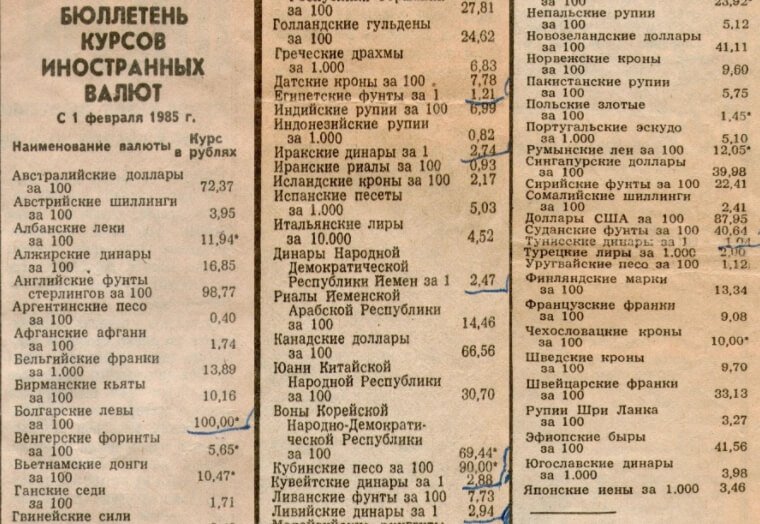 БЮЛЛЕТЕНЬ
КУРСОВ
ИНОСТРАННЫХ
ВАЛЮТ
С 1 февраля 1985 г.
Наименование валюты Курс
в рублях
Австралийские доллары
за 100 72,37
Австрийские шиллинги
за 100 3,95
Албанские леки
за 100 11,94*
Алжирские динары
за 100 16,85
Английские фунты
стерлингов за 100 98,77
Аргентинские песо
за 100 0,40
Афганские афгани
за 100 1,74
Бельгийские франки
за 1.000 13,89
Бирманские кьяты
за 100 10,16
Болгарские левы
за 100 100,00*
Венгерские форинты
за 100 5,65*
Вьетнамские донги
за 100 10,47*
Ганские седи
за 100 1,71
Гвинейские сили
за 100 27,81
Голландские гульдены
за 100 24,62
Греческие драхмы
за 1.000 6,83
Датские кроны за 100 7,78
Египетские фунты за 1 1,21
Индийские рупии за 100 6,99
Индонезийские рупии
за 1.000 0,82
Иракские динары за 1 2,74
Иранские риалы за 100 0,93
Исландские кроны за 100 2,17
Испанские песеты
за 1.000 5,03
Итальянские лиры
за 10.000 4,52
Динары Народной
Демократической
Республики Йемен за 1 2,47
Риалы Йеменской
Арабской Республики
за 100 14,46
Канадские доллары
за 100 66,56
Юани Китайской
Народной Республики
за 100 30,70
Воны Корейской
Народно-Демократи-
ческой Республики
за 100 69,44*
Кубинские песо за 100 90,00*
Кувейтские динары за 1 2,88
Ливанские фунты за 100 7,73
Ливийские динары за 1 2,94
за 100 23,92*
Непальские рупии
за 100 5,12
Новозеландские доллары
за 100 41,11
Норвежские кроны
за 100 9,60
Пакистанские рупии
за 100 5,75
Польские злотые
за 100 1,45*
Португальские эскудо
за 1.000 5,10
Румынские леи за 100 12,05*
Сингапурские доллары
за 100 39,98
Сирийские фунты за 100 22,41
Сомалийские шиллинги
за 100 2,41
Доллары США за 100 87,95
Суданские фунты за 100 40,64
Тунисские динары за 1
Турецкие лиры за 1.000 2,00
Уругвайские песо за 100 1,12
Финляндские марки
за 100 13,34
Французские франки
за 100 9,08
Чехословацкие кроны
за 100 10,00*
Шведские кроны
за 100 9,70
Швейцарские франки
за 100 33,13
Рупии Шри Ланка
за 100 3,27
Эфиопские быры
за 100 41,56
Югославские динары
за 1.000 3,98
Японские иены за 1.000 3,46